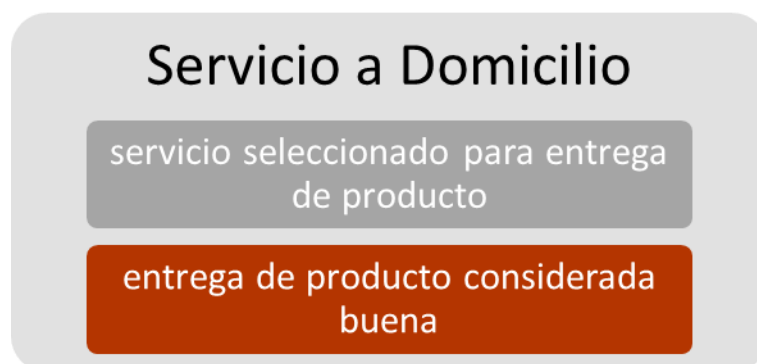 Servicio a Domicilio
servicio seleccionado para entrega
de producto
entrega de producto considerada
buena